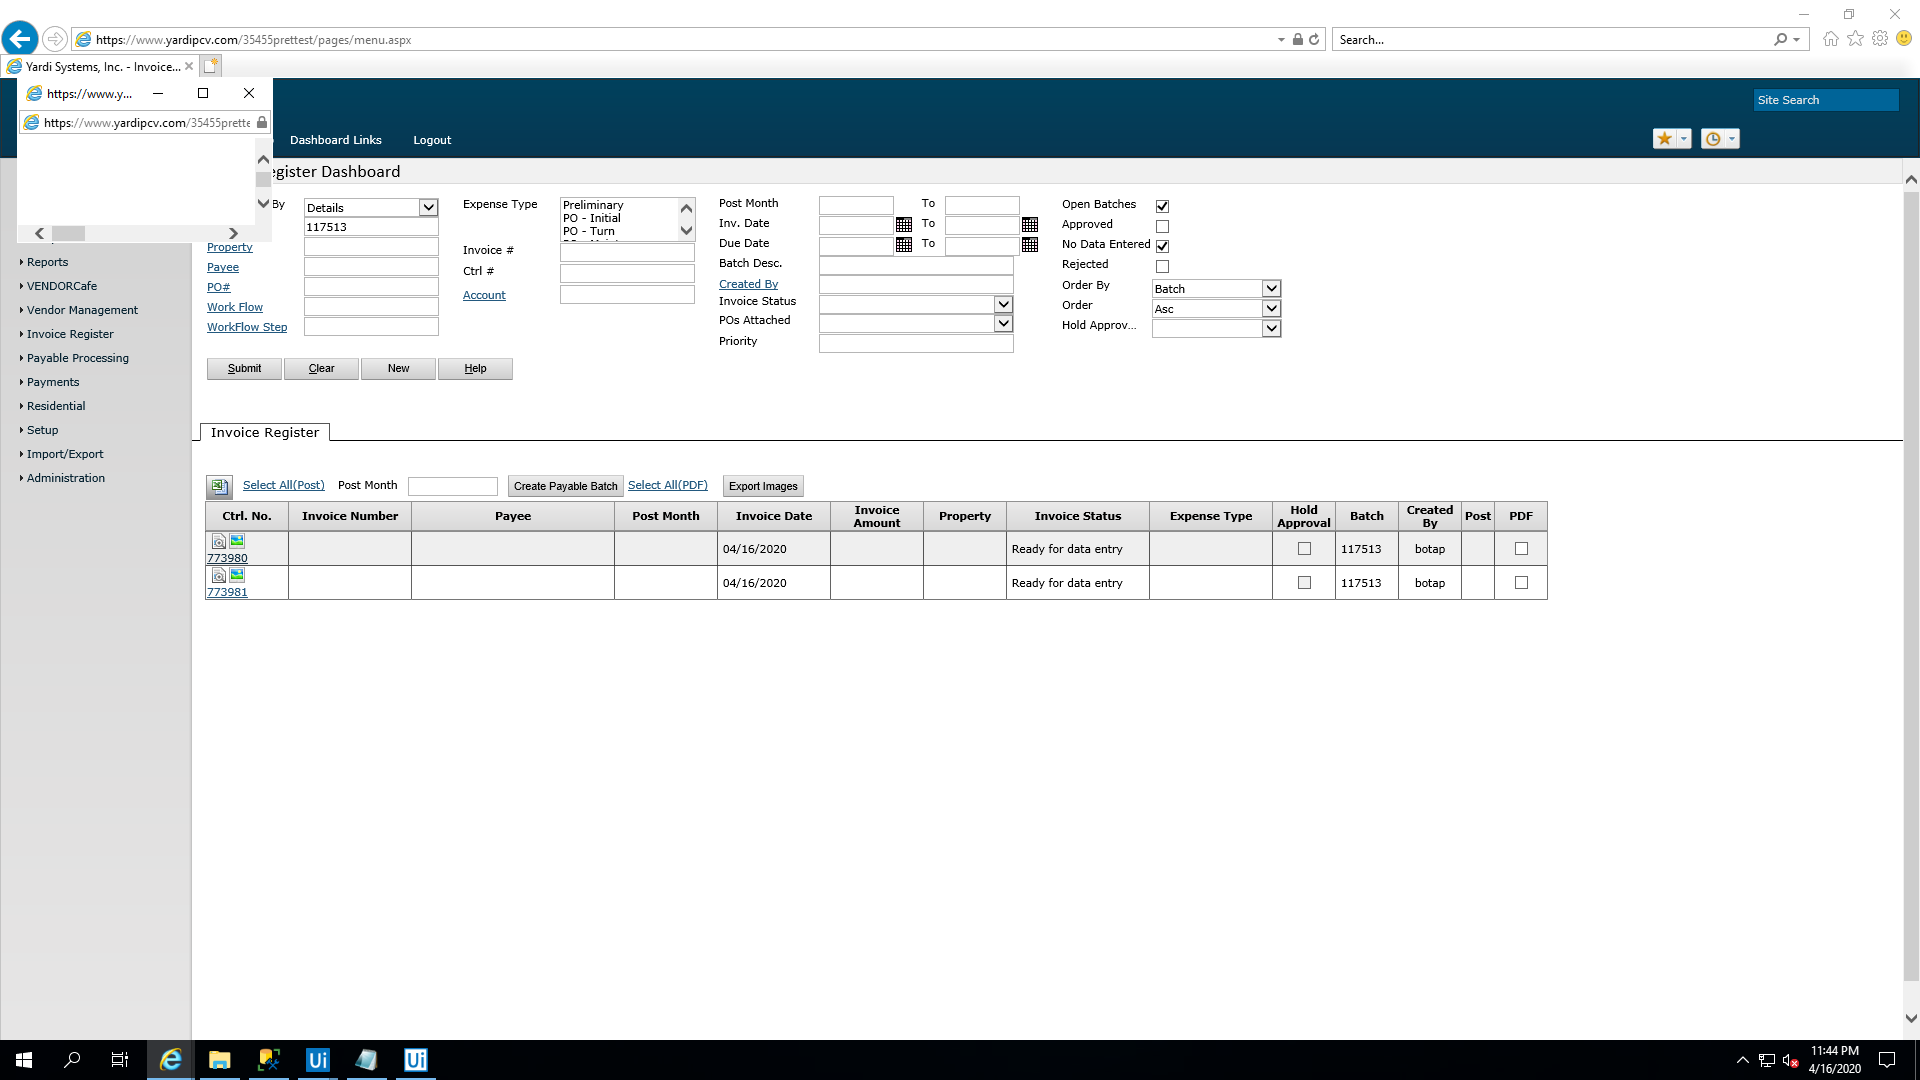 https://www.yardipcv.com/35455prettest/pages/menu.aspx
Search...
Yardi Systems, Inc. - Invoice...
https://www.y...
https://www.yardipcv.com/35455prette
Site Search
Dashboard Links
Logout
egister Dashboard
By
Details
117513
Property
Payee
PO#
Work Flow
WorkFlow Step
Expense Type
Preliminary
PO - Initial
PO - Turn
Invoice #
Ctrl #
Account
Post Month
To
Inv. Date
To
Due Date
To
Batch Desc.
Created By
Invoice Status
POs Attached
Priority
Open Batches
Approved
No Data Entered
Rejected
Order By
Batch
Order
Asc
Hold Approv...
Reports
VENDORCafe
Vendor Management
Invoice Register
Payable Processing
Payments
Residential
Setup
Import/Export
Administration
Submit
Clear
New
Help
Invoice Register
Select All(Post)
Post Month
Create Payable Batch
Select All(PDF)
Export Images
Ctrl. No. Invoice Number Payee Post Month Invoice Date Invoice Amount Property Invoice Status Expense Type Hold Approval Batch Created By Post PDF
773980 04/16/2020 Ready for data entry 117513 botap
773981 04/16/2020 Ready for data entry 117513 botap
Ui
Ui
11:44 PM
4/16/2020